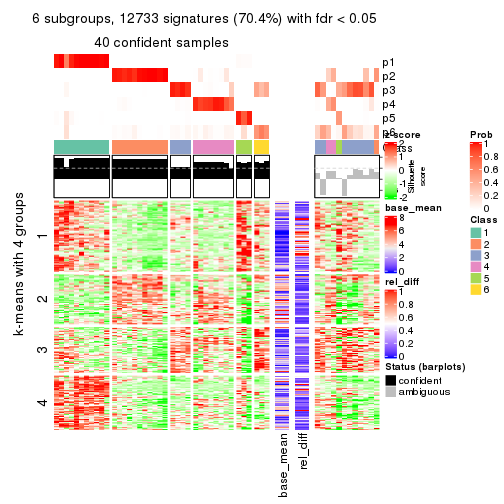 6 subgroups, 12733 signatures (70.4%) with fdr < 0.05
40 confident samples
p1
p2
p3
p4
p5
p6
Class
z-score
2
1
0
-1
-2
Silhouette
score
Prob
1
0.8
0.6
0.4
0.2
0
k-means with 4 groups
1
2
3
4
base_mean
8
6
4
2
0
Class
1
2
3
4
5
6
rel_diff
1
0.8
0.6
0.4
0.2
0
Status (barplots)
confident
ambiguous
base_mean
rel_diff